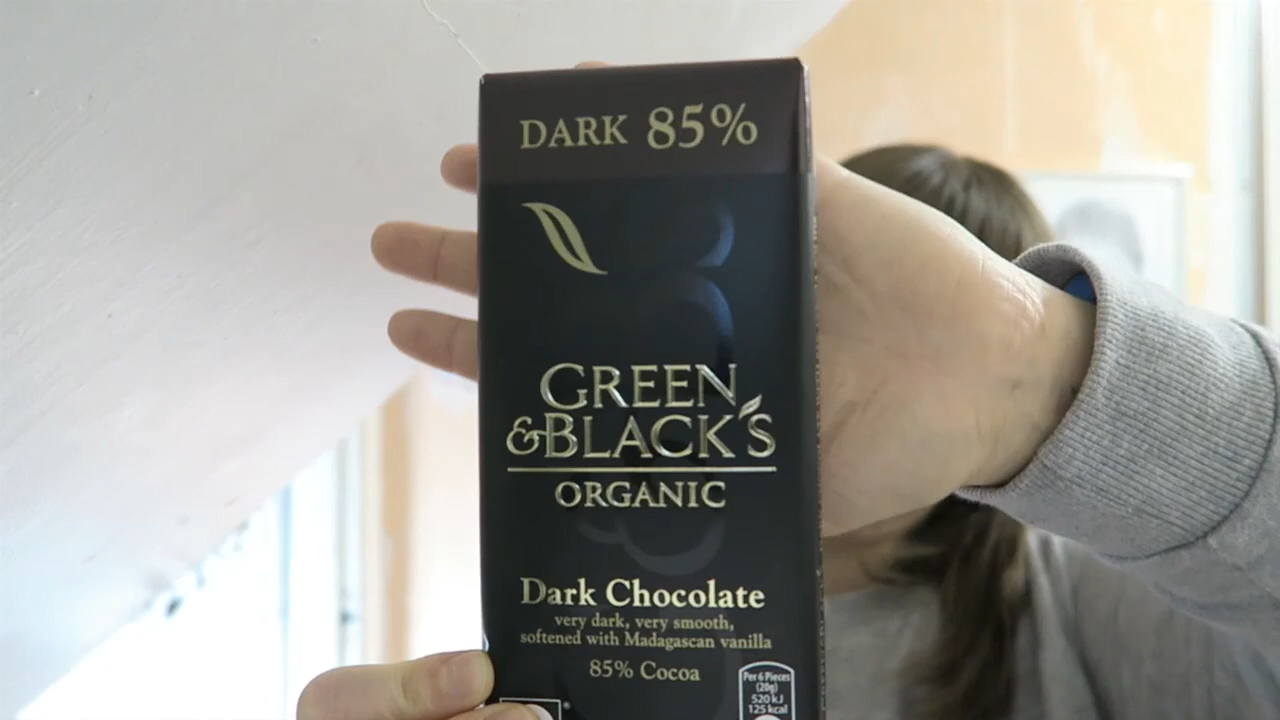 DARK 85%
GREEN
&BLACK'S
ORGANIC
Dark Chocolate
very dark, very smooth,
softened with Madagascan vanilla
85% Cocoa
Per 6 Pieces
(20g)
520 kJ
125 kcal